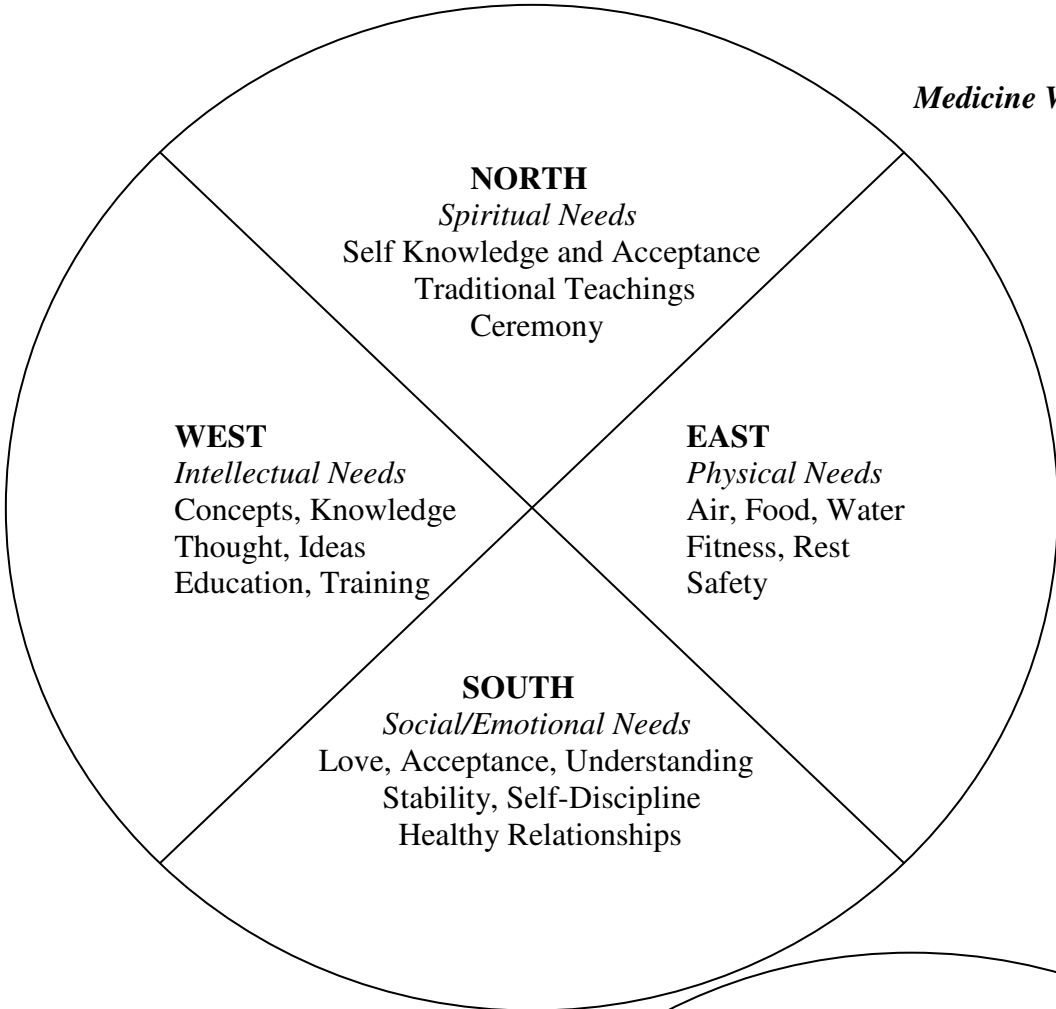 Medicine
NORTH
Spiritual Needs
Self Knowledge and Acceptance
Traditional Teachings
Ceremony
WEST
Intellectual Needs
Concepts, Knowledge
Thought, Ideas
Education, Training
EAST
Physical Needs
Air, Food, Water
Fitness, Rest
Safety
SOUTH
Social/Emotional Needs
Love, Acceptance, Understanding
Stability, Self-Discipline
Healthy Relationships